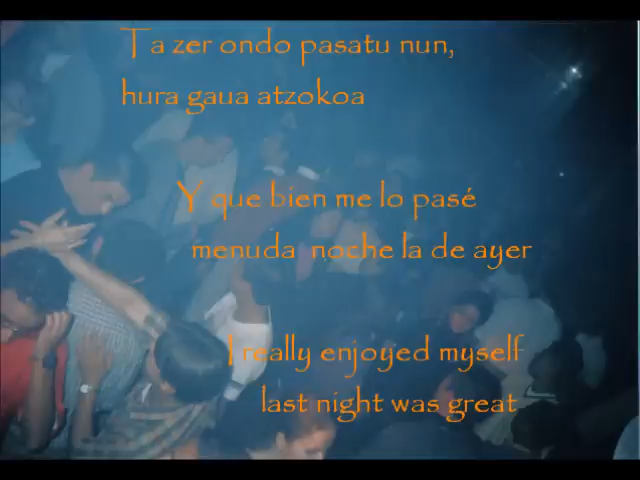 Ta zer ondo pasatu nun,
hura gaua atzokoa
Y que bien me lo pasé
menuda noche la de ayer
I really enjoyed myself
last night was great